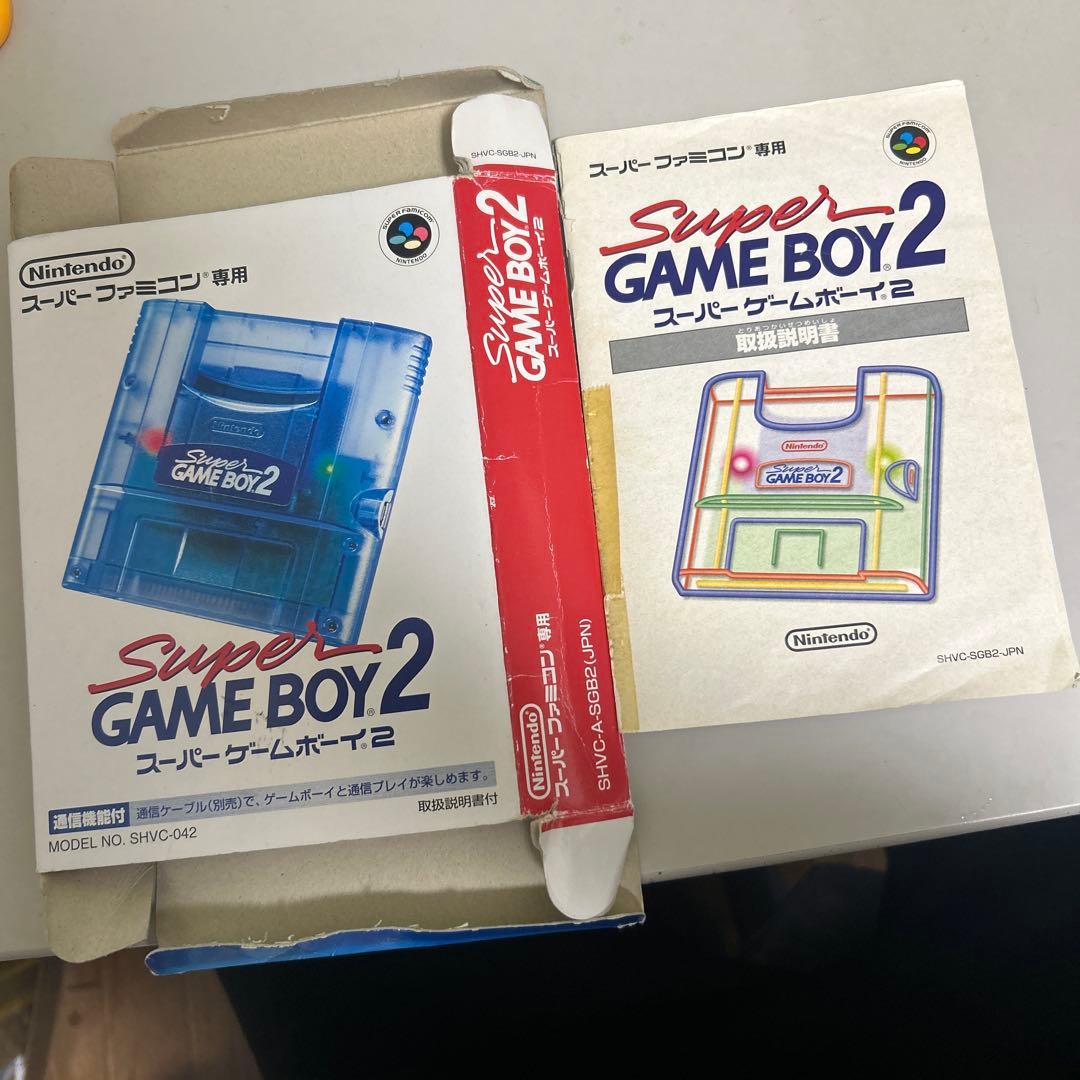 Nintendo
スーパーファミコン®専用
SUPER FAMICOM
NINTENDO
Nintendo
Super
GAME BOY 2
Super
GAME BOY®2
スーパーゲームボーイ®2
通信機能付 通信ケーブル(別売)で、ゲームボーイと通信プレイが楽しめます。
MODEL NO. SHVC-042
取扱説明書付
SHVC-SGB2-JPN
Super
GAME BOY®2
スーパーゲームボーイ®2
Nintendo®
スーパーファミコン®専用
SHVC-A-SGB2(JPN)
スーパーファミコン®専用
SUPER FAMICOM
NINTENDO
Super
GAME BOY®2
スーパーゲームボーイ®2
とりあつかいせつめいしょ
取扱説明書
Nintendo
Super
GAME BOY 2
Nintendo®
SHVC-SGB2-JPN